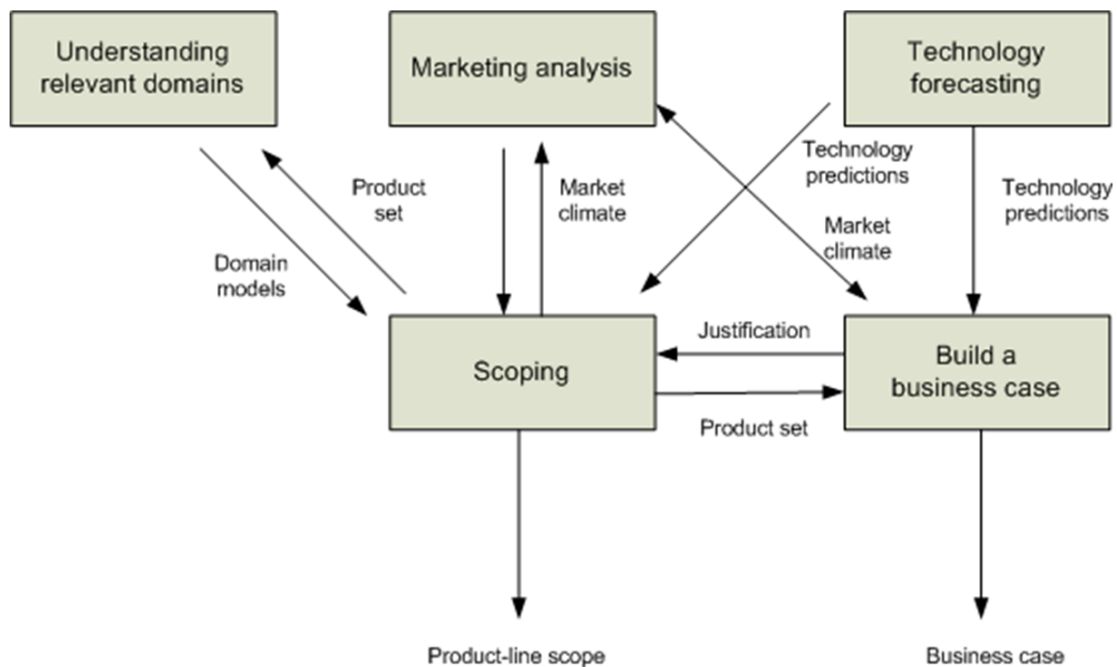 Understanding
relevant domains
Marketing analysis
Technology
forecasting
Product
set
Market
climate
Technology
predictions
Technology
predictions
Market
climate
Domain
models
Justification
Scoping
Build a
business case
Product set
Product-line scope
Business case